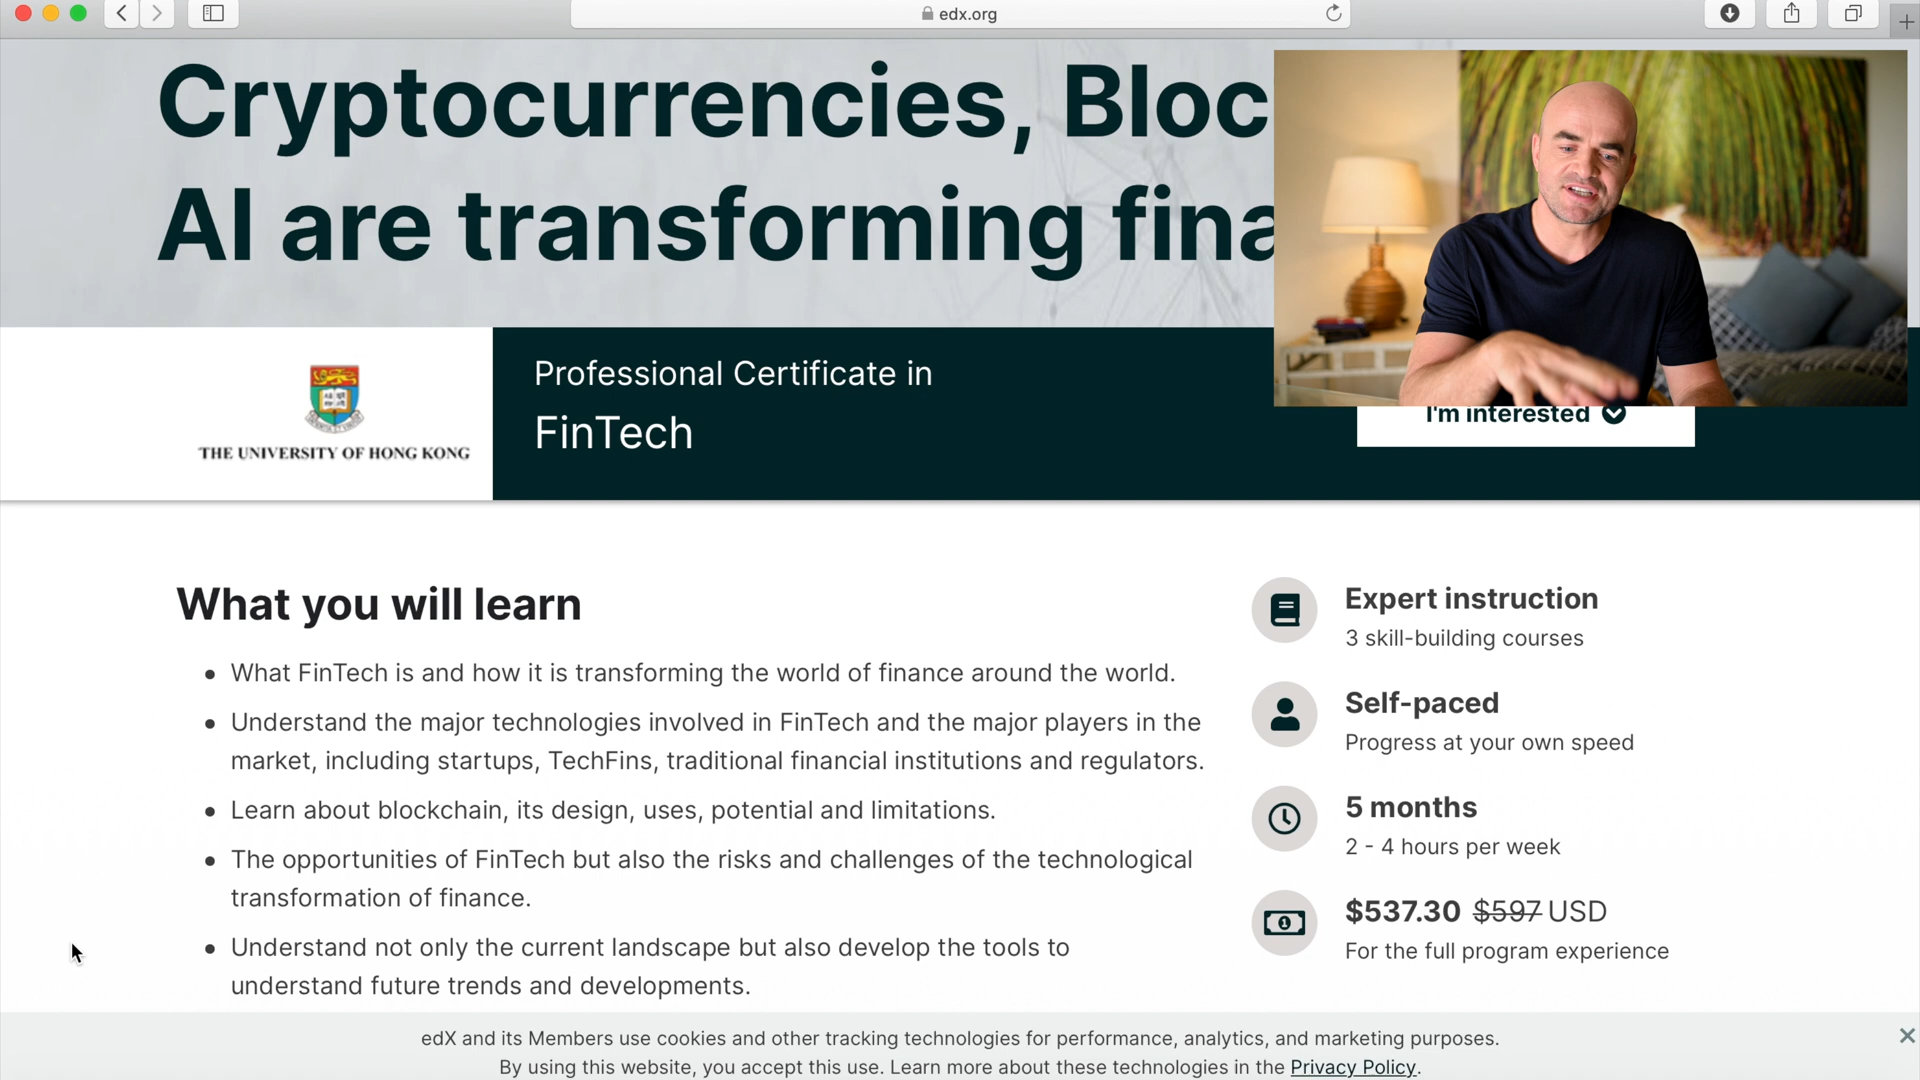 edx.org
Cryptocurrencies, Bloc
AI are transforming fina
THE UNIVERSITY OF HONG KONG
Professional Certificate in
FinTech
I'm interested
What you will learn
What FinTech is and how it is transforming the world of finance around the world.
Understand the major technologies involved in FinTech and the major players in the
market, including startups, TechFins, traditional financial institutions and regulators.
Learn about blockchain, its design, uses, potential and limitations.
The opportunities of FinTech but also the risks and challenges of the technological
transformation of finance.
Understand not only the current landscape but also develop the tools to
understand future trends and developments.
Expert instruction
3 skill-building courses
Self-paced
Progress at your own speed
5 months
2 - 4 hours per week
$537.30 $597 USD
For the full program experience
edX and its Members use cookies and other tracking technologies for performance, analytics, and marketing purposes.
By using this website, you accept this use. Learn more about these technologies in the Privacy Policy.